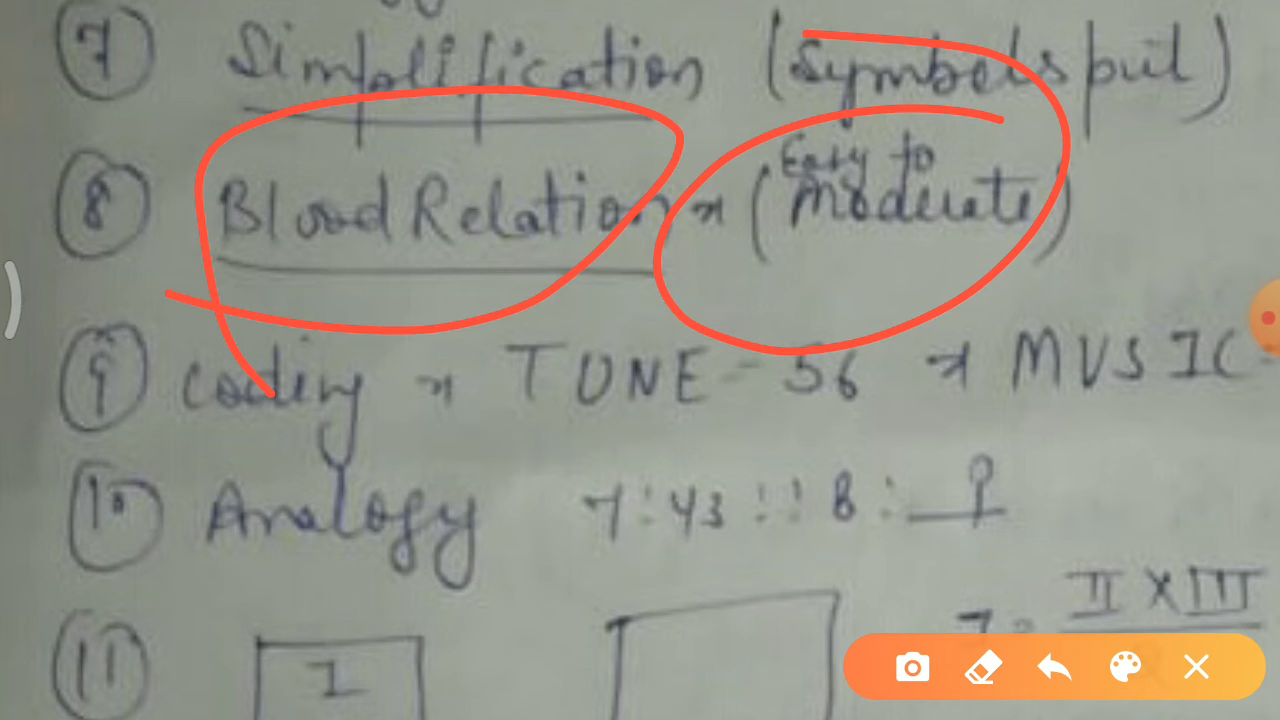 7 Simplification (Symbols put)
8 Blood Relation → (Easy to Moderate)
9 Coding → TUNE - 56 → MUSIC -
10 Analogy 7 : 43 :: 8 : ?
11 I
II X III